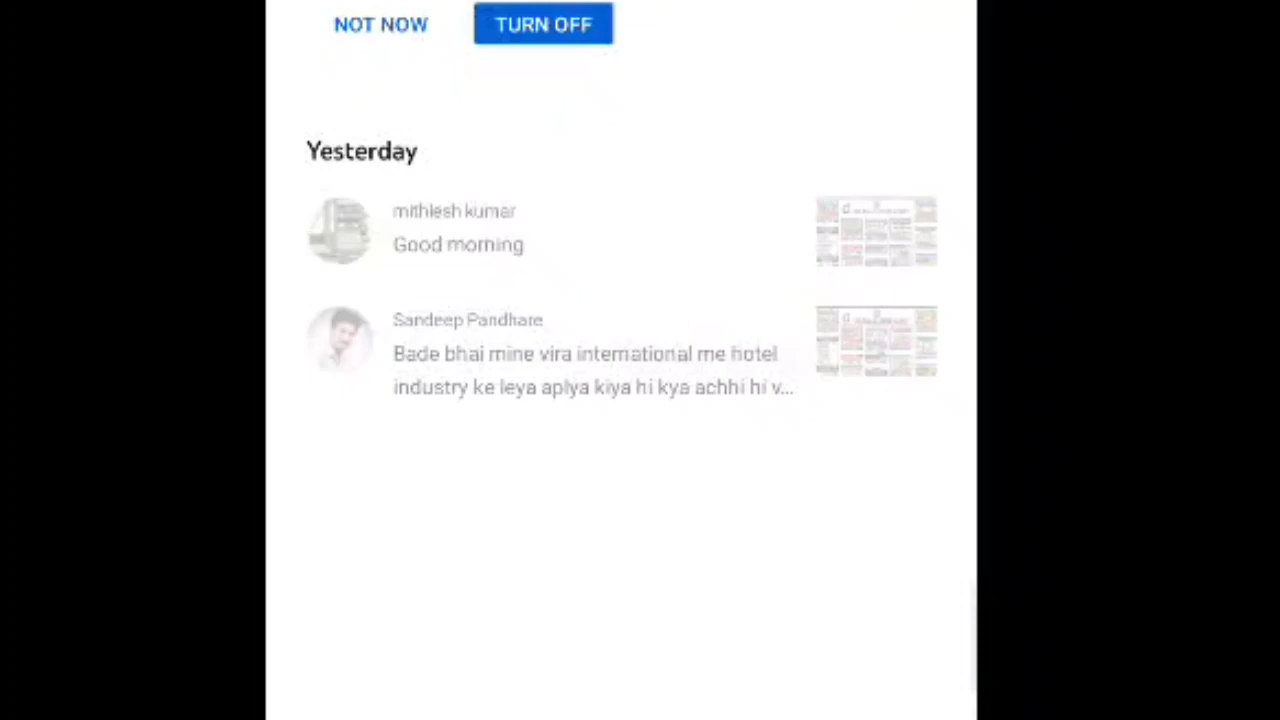 NOT NOW TURN OFF
Yesterday
mithlesh kumar
Good morning
Sandeep Pandhare
Bade bhai mine vira international me hotel
industry ke leya aplya kiya hi kya achhi hi v...